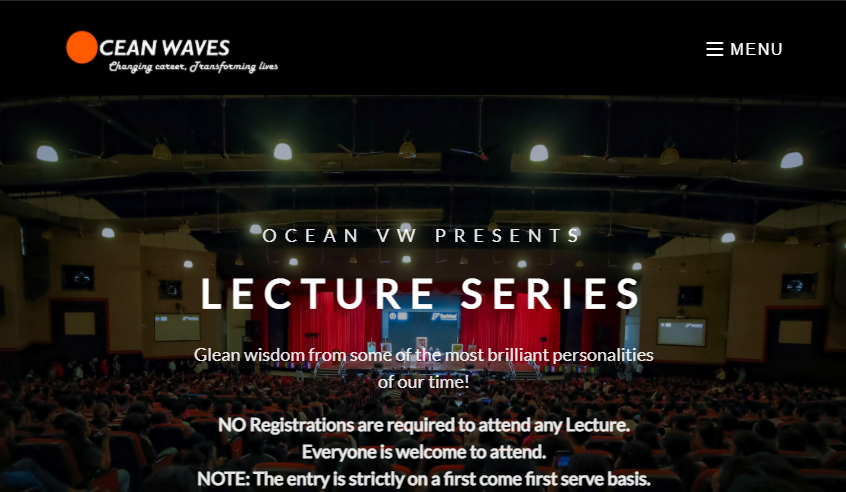 CEAN WAVES
Changing career, Transforming lives
MENU
OCEAN VW PRESENTS
LECTURE SERIES
Glean wisdom from some of the most brilliant personalities
of our time!
NO Registrations are required to attend any Lecture.
Everyone is welcome to attend.
NOTE: The entry is strictly on a first come first serve basis.